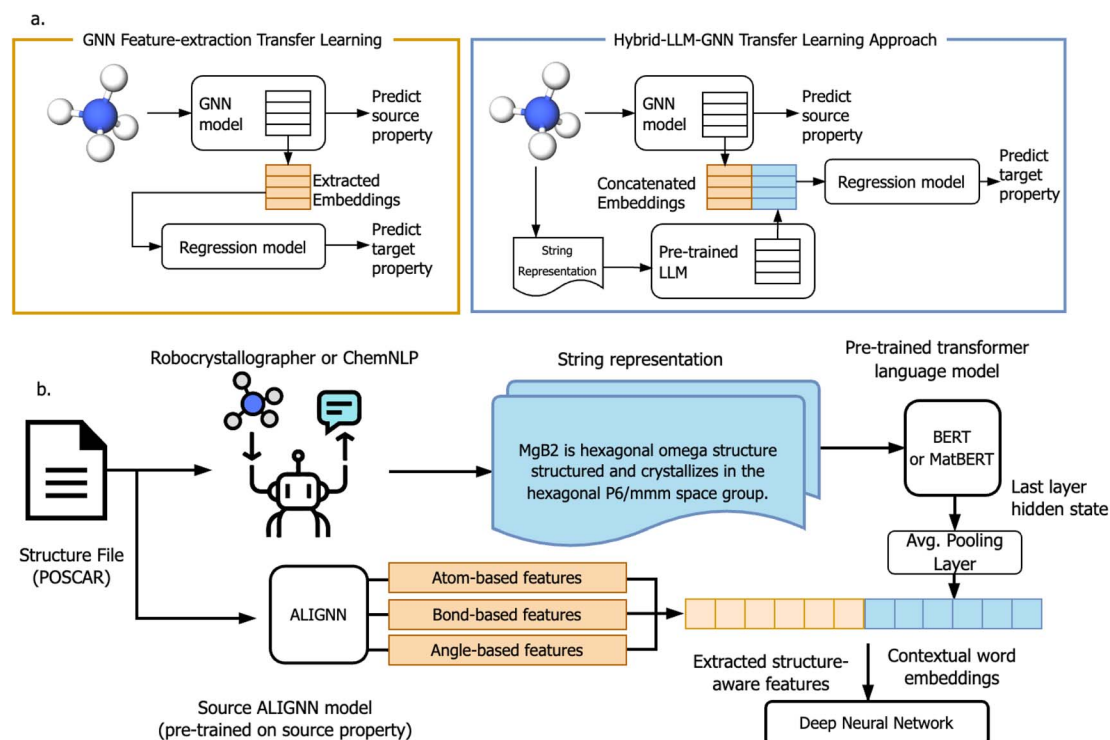 a.
GNN Feature-extraction Transfer Learning
GNN
model
Predict
source
property
Extracted
Embeddings
Regression model
Predict
target
property
Hybrid-LLM-GNN Transfer Learning Approach
GNN
model
Predict
source
property
Concatenated
Embeddings
Regression model
Predict
target
property
String
Representation
Pre-trained
LLM
b.
Robocrystallographer or ChemNLP
String representation
Pre-trained transformer
language model
MgB2 is hexagonal omega structure
structured and crystallizes in the
hexagonal P6/mmm space group.
BERT
or MatBERT
Last layer
hidden state
Avg. Pooling
Layer
Structure File
(POSCAR)
ALIGNN
Atom-based features
Bond-based features
Angle-based features
Extracted structure-
aware features
Contextual word
embeddings
Source ALIGNN model
(pre-trained on source property)
Deep Neural Network